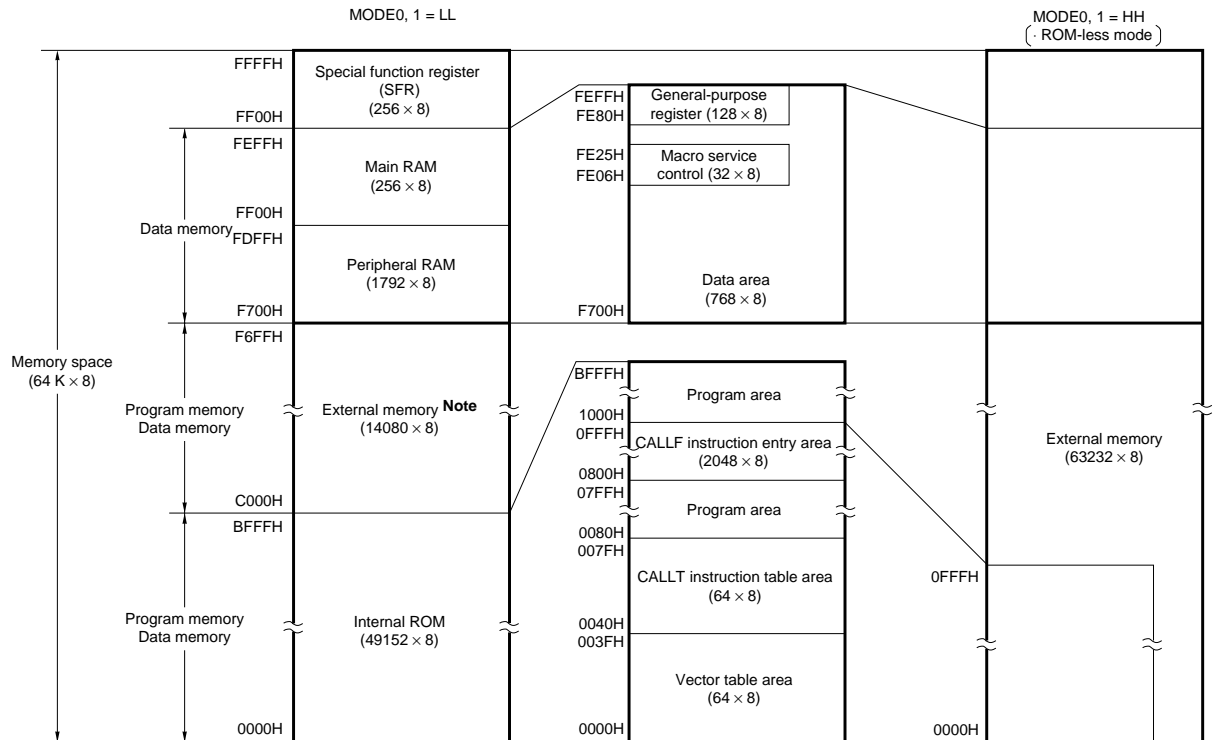 MODE0, 1 = LL
MODE0, 1 = HH
( · ROM-less mode )
Memory space
(64 K × 8)
Data memory
Program memory
Data memory
Program memory
Data memory
FFFFH
FF00H
FEFFH
FF00H
FDFFH
F700H
F6FFH
C000H
BFFFH
0000H
Special function register
(SFR)
(256 × 8)
Main RAM
(256 × 8)
Peripheral RAM
(1792 × 8)
External memory Note
(14080 × 8)
Internal ROM
(49152 × 8)
FEFFH
FE80H
FE25H
FE06H
F700H
General-purpose
register (128 × 8)
Macro service
control (32 × 8)
Data area
(768 × 8)
BFFFH
1000H
0FFFH
0800H
07FFH
0080H
007FH
0040H
003FH
0000H
Program area
CALLF instruction entry area
(2048 × 8)
Program area
CALLT instruction table area
(64 × 8)
Vector table area
(64 × 8)
External memory
(63232 × 8)
0FFFH
0000H